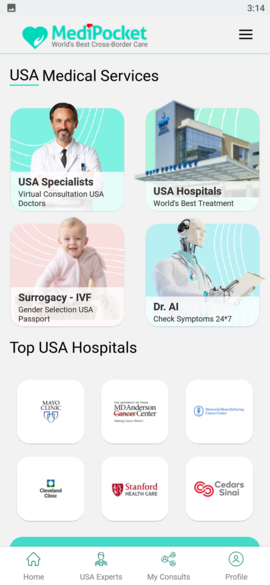 3:14
MediPocket
World's Best Cross-Border Care
USA Medical Services
USA Specialists
Virtual Consultation USA
Doctors
USA Hospitals
World's Best Treatment
Surrogacy - IVF
Gender Selection USA
Passport
Dr. AI
Check Symptoms 24*7
Top USA Hospitals
MAYO
CLINIC
THE UNIVERSITY OF TEXAS
MD Anderson
Cancer Center
Making Cancer History
Memorial Sloan Kettering
Cancer Center
Cleveland
Clinic
Stanford
HEALTH CARE
Cedars
Sinai
Home
USA Experts
My Consults
Profile